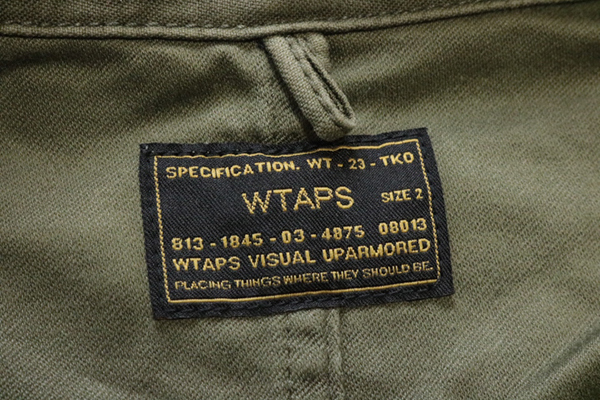 SPECIFICATION. WT - 23 - TKO
WTAPS SIZE 2
813 - 1845 - 03 - 4875 08013
WTAPS VISUAL UPARMORED
PLACING THINGS WHERE THEY SHOULD BE.